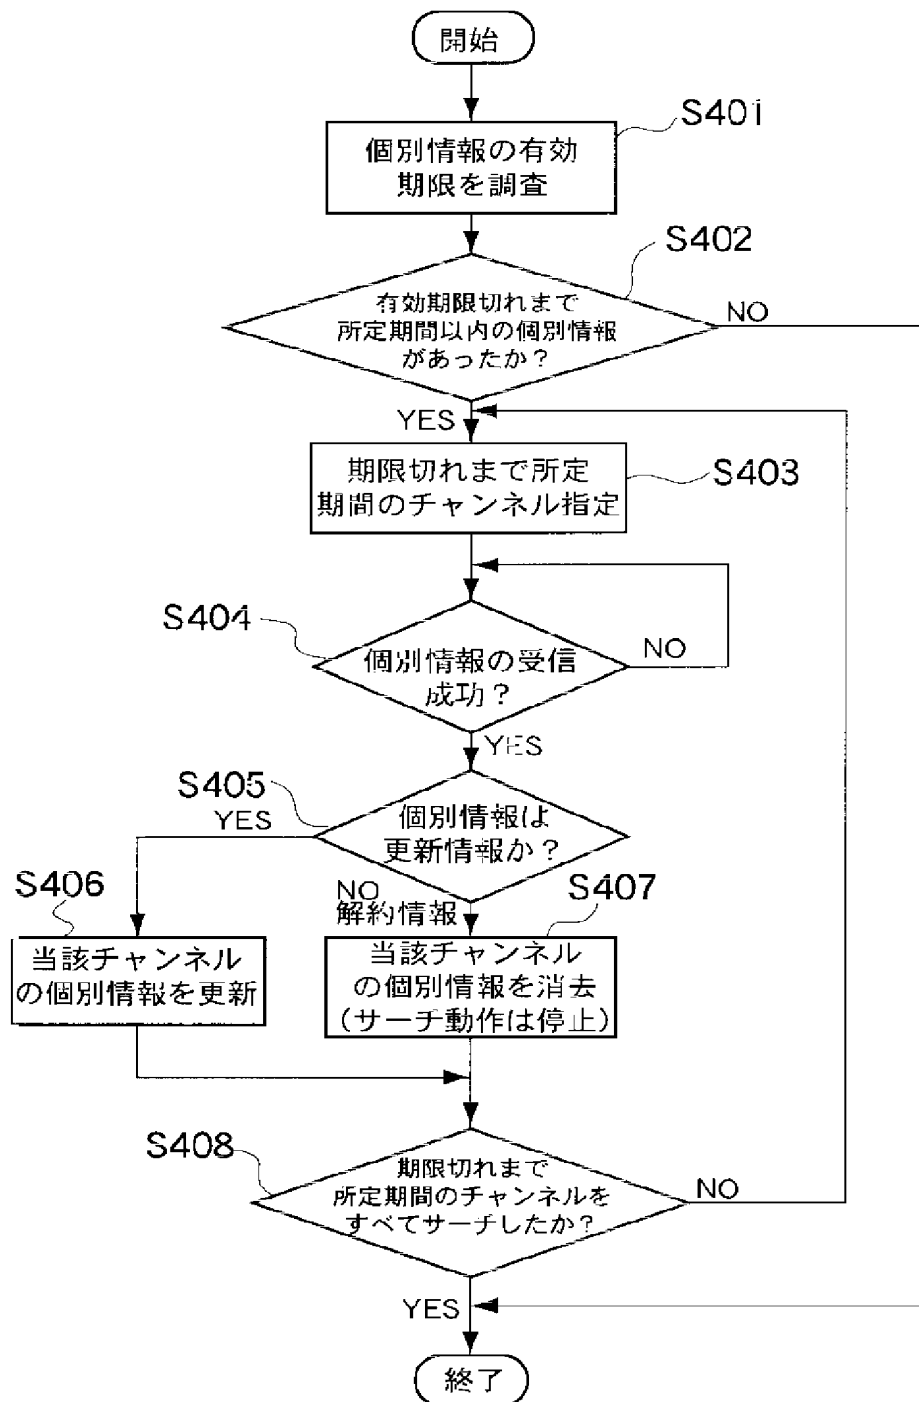 開始
S401
個別情報の有効
期限を調査
S402
有効期限切れまで
所定期間以内の個別情報
があったか？
NO
YES
期限切れまで所定
期間のチャンネル指定
S403
S404
個別情報の受信
成功？
NO
YES
S405
YES
個別情報は
更新情報か？
S406
NO
解約情報
S407
当該チャンネル
の個別情報を更新
当該チャンネル
の個別情報を消去
（サーチ動作は停止）
S408
期限切れまで
所定期間のチャンネルを
すべてサーチしたか？
NO
YES
終了